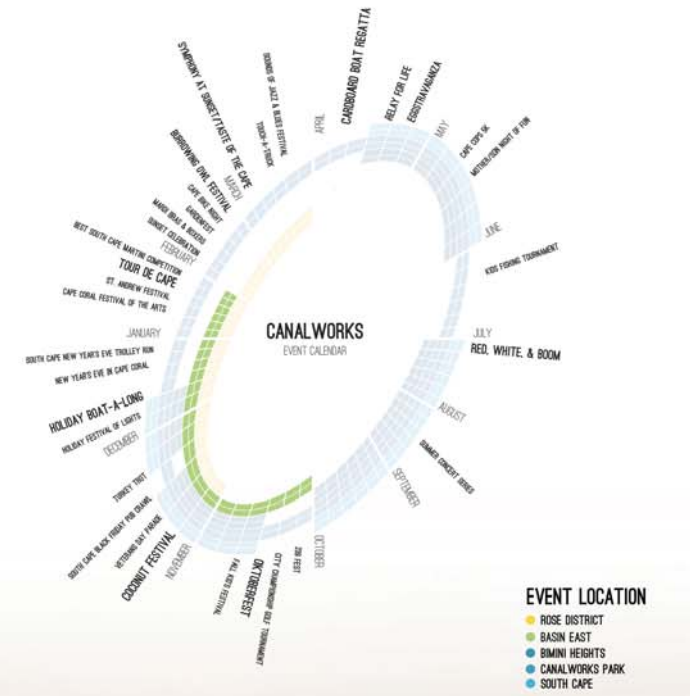 CANALWORKS
EVENT CALENDAR
APRIL
CARDBOARD BOAT REGATTA
RELAY FOR LIFE
EGGSTRAVAGANZA
MAY
CAPE COPS 5K
MOTHER/SON NIGHT OF FUN
JUNE
KIDS FISHING TOURNAMENT
JULY
RED, WHITE, & BOOM
AUGUST
SUMMER CONCERT SERIES
SEPTEMBER
OCTOBER
ZOM FEST
CITY CHAMPIONSHIP GOLF TOURNAMENT
OKTOBERFEST
FALL KID'S FESTIVAL
NOVEMBER
COCONUT FESTIVAL
VETERANS DAY PARADE
SOUTH CAPE BLACK FRIDAY PUB CRAWL
TURKEY TROT
DECEMBER
HOLIDAY FESTIVAL OF LIGHTS
HOLIDAY BOAT-A-LONG
NEW YEAR'S EVE IN CAPE CORAL
SOUTH CAPE NEW YEAR'S EVE TROLLEY RUN
JANUARY
CAPE CORAL FESTIVAL OF THE ARTS
ST. ANDREW FESTIVAL
TOUR DE CAPE
BEST SOUTH CAPE MARTINI COMPETITION
FEBRUARY
SUNSET CELEBRATION
MARDI BRAS & BOXERS
GARDENFEST
CAPE BIKE NIGHT
BURROWING OWL FESTIVAL
MARCH
SYMPHONY AT SUNSET/TASTE OF THE CAPE
TOUCH-A-TRUCK
SOUNDS OF JAZZ & BLUES FESTIVAL
EVENT LOCATION
ROSE DISTRICT
BASIN EAST
BIMINI HEIGHTS
CANALWORKS PARK
SOUTH CAPE